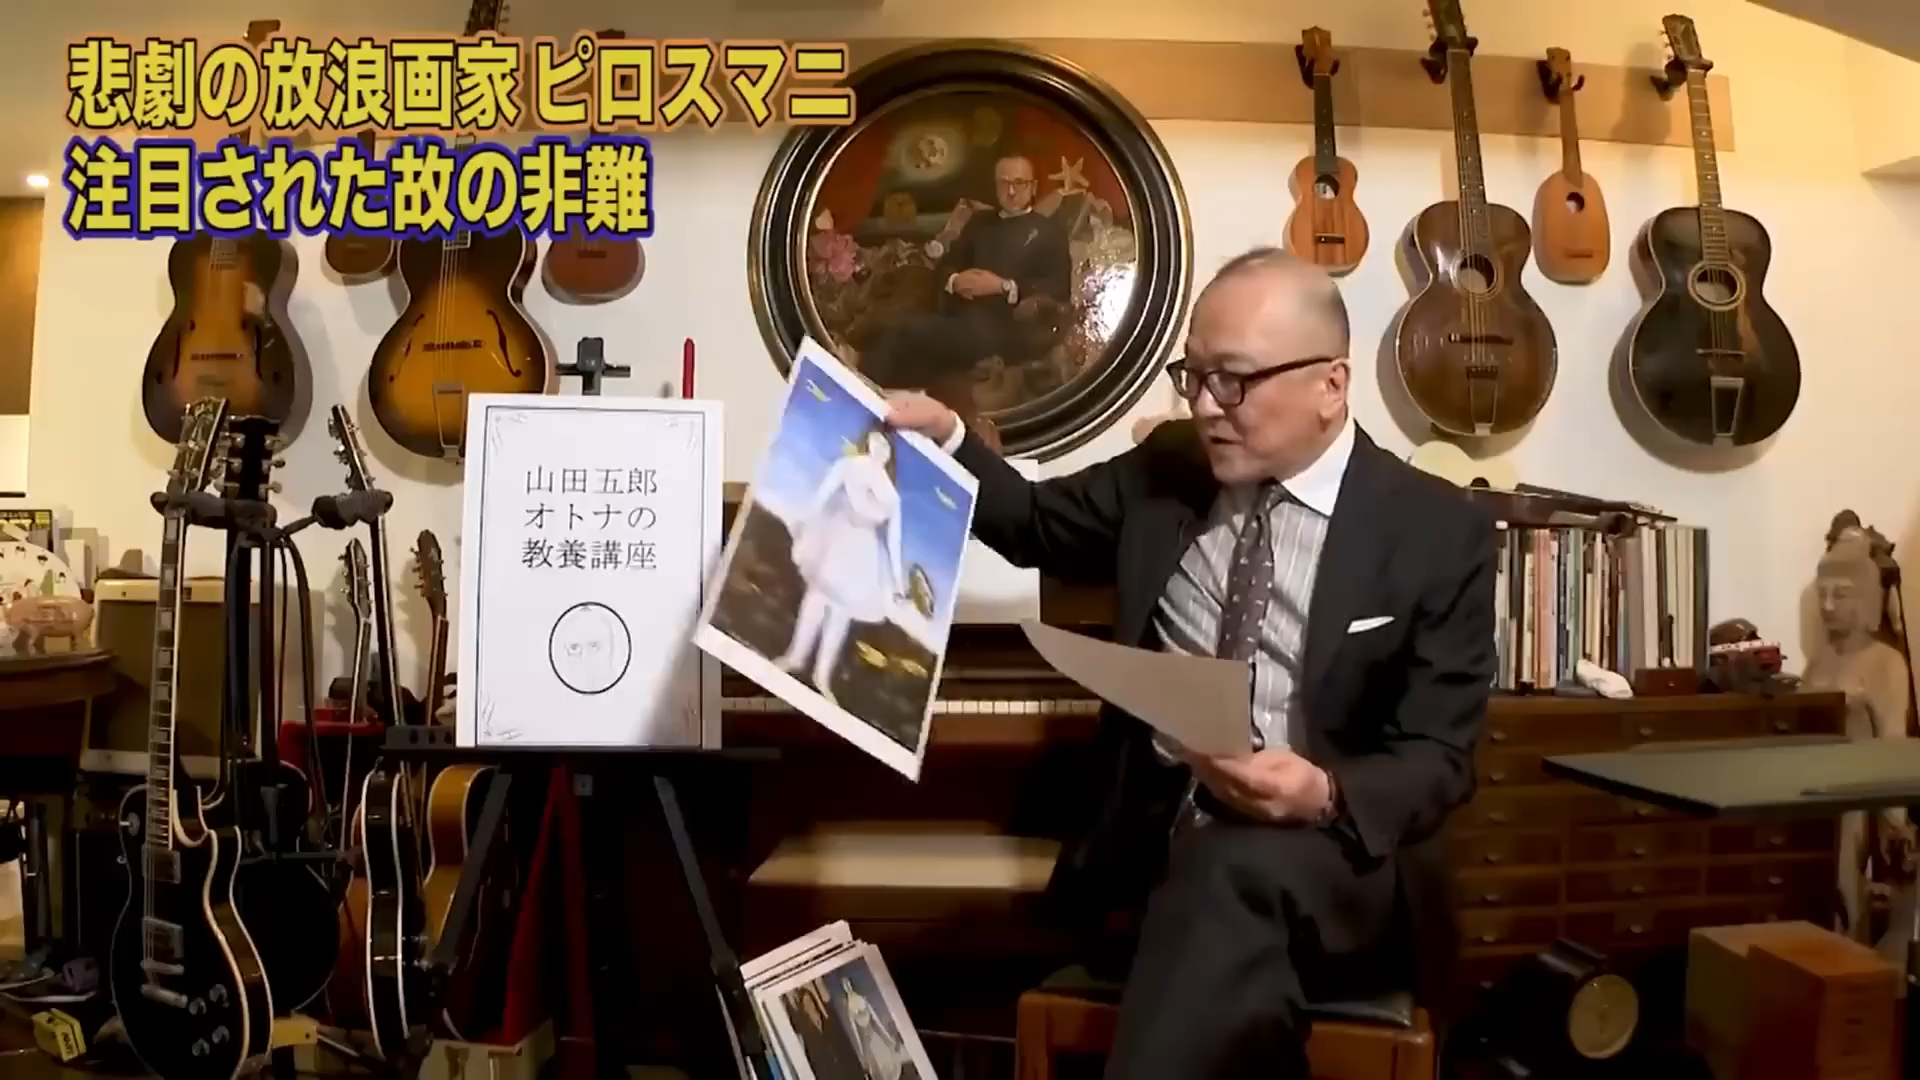 悲劇の放浪画家 ピロスマニ
注目された故の非難
山田五郎
オトナの
教養講座